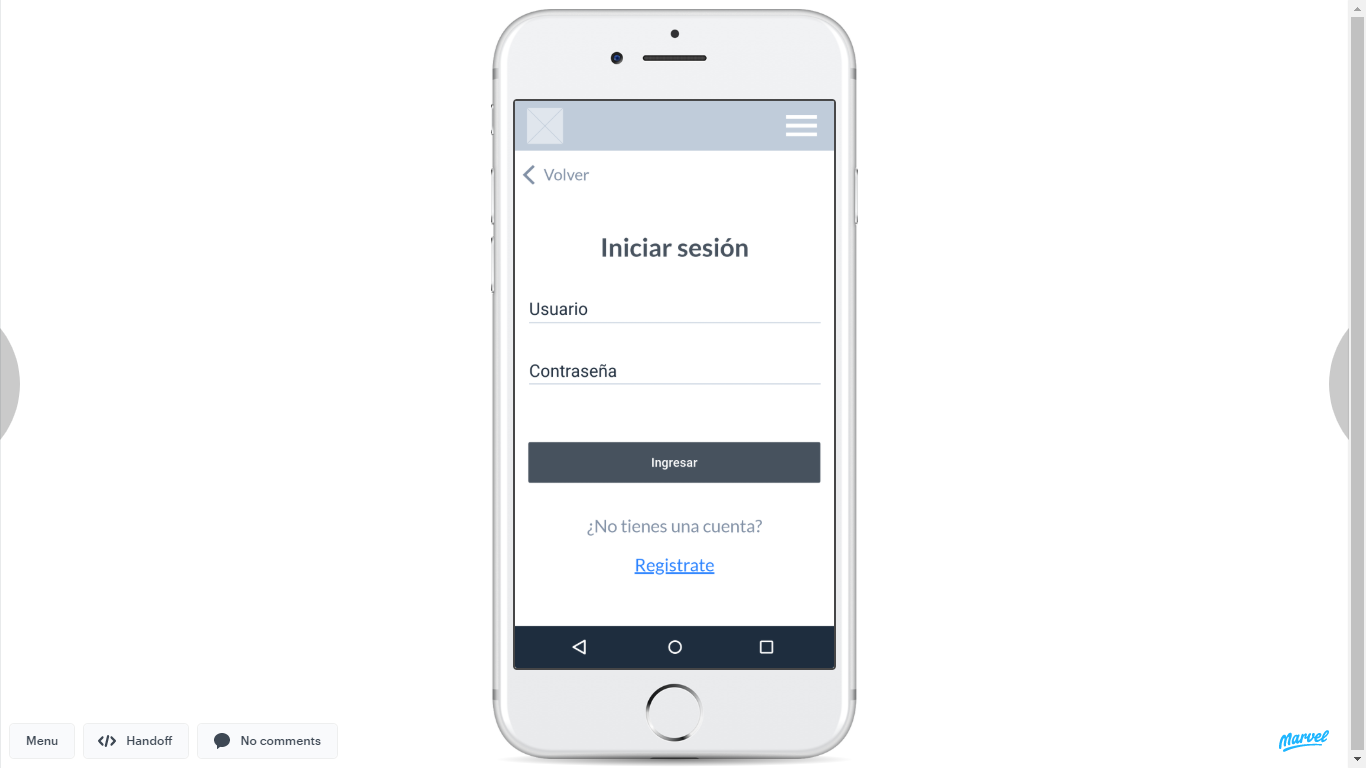 Volver
Iniciar sesión
Usuario
Contraseña
Ingresar
¿No tienes una cuenta?
Registrate
Menu
Handoff
No comments
Marvel